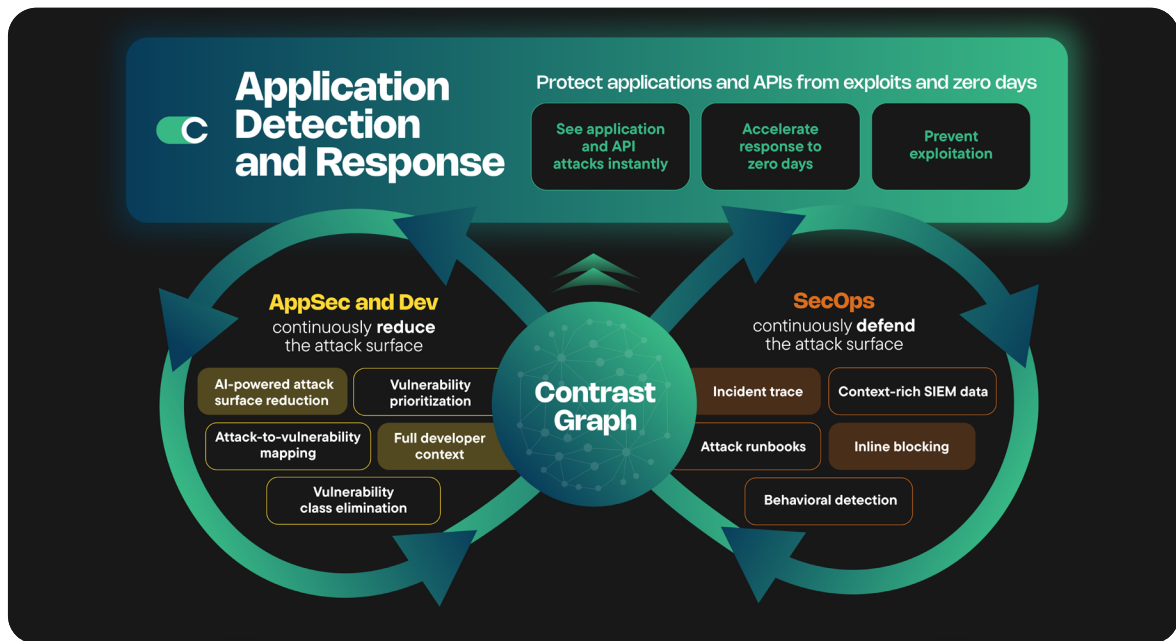 Application
Detection
and Response
Protect applications and APIs from exploits and zero days
See application
and API
attacks instantly
Accelerate
response to
zero days
Prevent
exploitation
AppSec and Dev
continuously reduce
the attack surface
AI-powered attack
surface reduction
Vulnerability
prioritization
Attack-to-vulnerability
mapping
Full developer
context
Vulnerability
class elimination
Contrast
Graph
SecOps
continuously defend
the attack surface
Incident trace
Context-rich SIEM data
Attack runbooks
Inline blocking
Behavioral detection